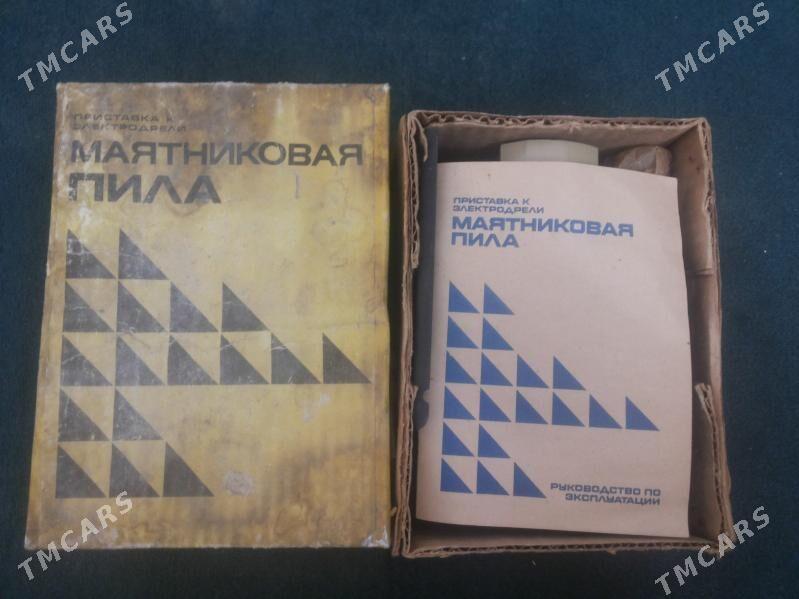 TMCARS
TMCARS
ПРИСТАВКА К
ЭЛЕКТРОДРЕЛИ
МАЯТНИКОВАЯ
ПИЛА
ПРИСТАВКА К
ЭЛЕКТРОДРЕЛИ
МАЯТНИКОВАЯ
ПИЛА
РУКОВОДСТВО ПО
ЭКСПЛУАТАЦИИ
TMCARS
TMCARS